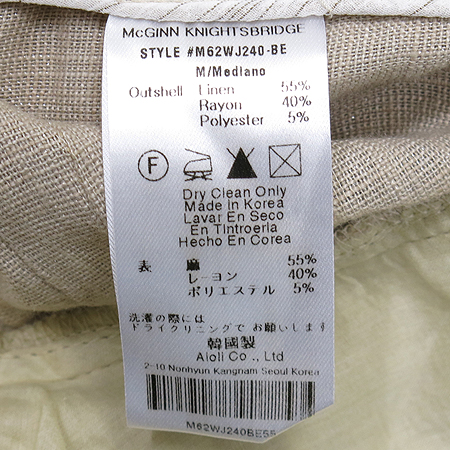 McGINN KNIGHTSBRIDGE
STYLE #M62WJ240-BE
M/Mediano
Outshell Linen 55%
Rayon 40%
Polyester 5%
F
Dry Clean Only
Made in Korea
Lavar En Seco
En Tintroeria
Hecho En Corea
表 麻 55%
レーヨン 40%
ポリエステル 5%
洗濯の際には
ドライクリニングでお願いします
韓國製
Aioli Co., Ltd
2-10 Nonhyun Kangnam Seoul Korea
M62WJ240BE55